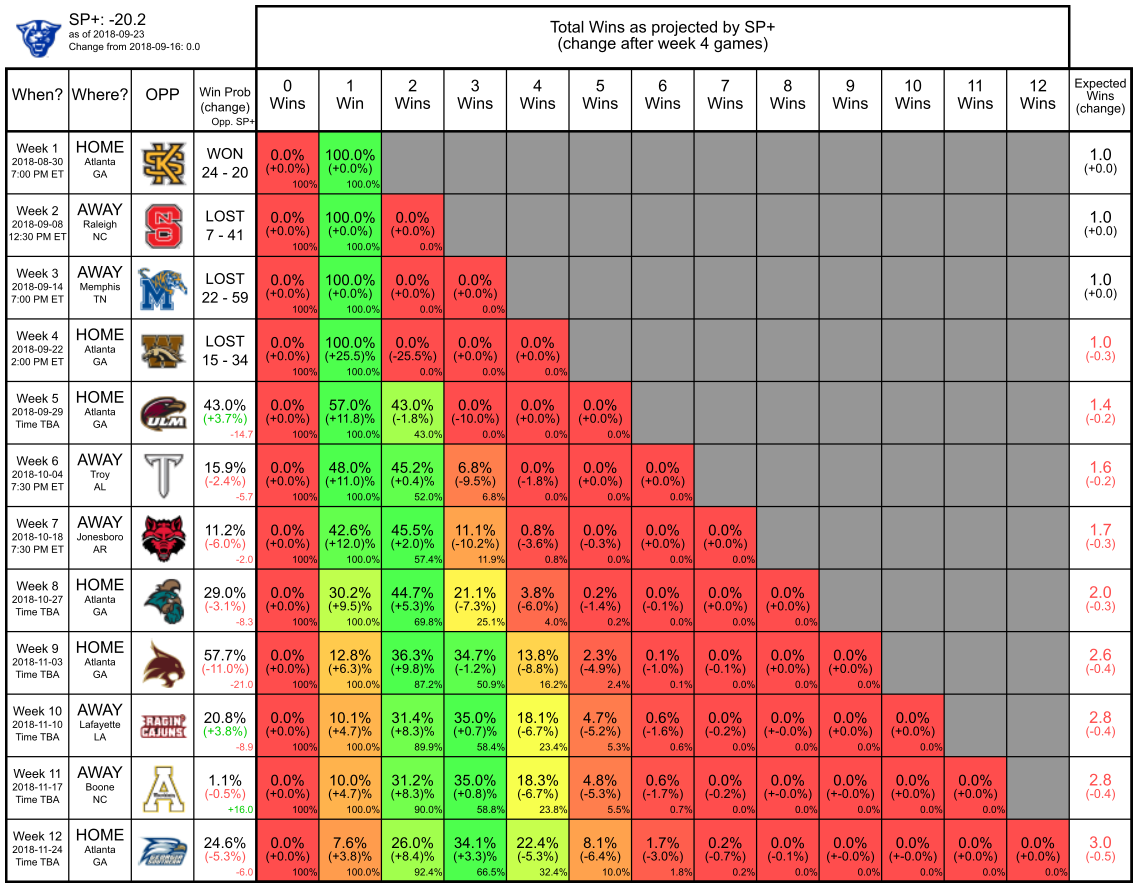 SP+: -20.2
as of 2018-09-23
Change from 2018-09-16: 0.0
Total Wins as projected by SP+
(change after week 4 games)
When? Where? OPP Win Prob (change) Opp. SP+ 0 Wins 1 Win 2 Wins 3 Wins 4 Wins 5 Wins 6 Wins 7 Wins 8 Wins 9 Wins 10 Wins 11 Wins 12 Wins Expected Wins (change)
Week 1 HOME KS WON 0.0% 100.0% 1.0
2018-08-30 Atlanta 24 - 20 (+0.0%) (+0.0%) (+0.0)
7:00 PM ET GA 100% 100.0%
Week 2 AWAY NCS LOST 0.0% 100.0% 0.0% 1.0
2018-09-08 Raleigh 7 - 41 (+0.0%) (+0.0%) (+0.0%) (+0.0)
12:30 PM ET NC 100% 100.0% 0.0%
Week 3 AWAY M LOST 0.0% 100.0% 0.0% 0.0% 1.0
2018-09-14 Memphis 22 - 59 (+0.0%) (+0.0%) (+0.0%) (+0.0%) (+0.0)
7:00 PM ET TN 100% 100.0% 0.0% 0.0%
Week 4 HOME W LOST 0.0% 100.0% 0.0% 0.0% 0.0% 1.0
2018-09-22 Atlanta 15 - 34 (+0.0%) (+25.5)% (-25.5%) (+0.0%) (+0.0%) (-0.3)
2:00 PM ET GA 100% 100.0% 0.0% 0.0% 0.0%
Week 5 HOME ULM 43.0% 0.0% 57.0% 43.0% 0.0% 0.0% 0.0% 1.4
2018-09-29 Atlanta (+3.7%) (+0.0%) (+11.8)% (-1.8%) (-10.0%) (+0.0%) (+0.0%) (-0.2)
Time TBA GA -14.7 100% 100.0% 43.0% 0.0% 0.0% 0.0%
Week 6 AWAY T 15.9% 0.0% 48.0% 45.2% 6.8% 0.0% 0.0% 0.0% 1.6
2018-10-04 Troy (-2.4%) (+0.0%) (+11.0)% (+0.4)% (-9.5%) (-1.8%) (+0.0%) (+0.0%) (-0.2)
7:30 PM ET AL -5.7 100% 100.0% 52.0% 6.8% 0.0% 0.0% 0.0%
Week 7 AWAY 11.2% 0.0% 42.6% 45.5% 11.1% 0.8% 0.0% 0.0% 0.0% 1.7
2018-10-18 Jonesboro (-6.0%) (+0.0%) (+12.0)% (+2.0)% (-10.2%) (-3.6%) (-0.3%) (+0.0%) (+0.0%) (-0.3)
7:30 PM ET AR -2.0 100% 100.0% 57.4% 11.9% 0.8% 0.0% 0.0% 0.0%
Week 8 HOME 29.0% 0.0% 30.2% 44.7% 21.1% 3.8% 0.2% 0.0% 0.0% 0.0% 2.0
2018-10-27 Atlanta (-3.1%) (+0.0%) (+9.5)% (+5.3)% (-7.3%) (-6.0%) (-1.4%) (-0.1%) (+0.0%) (+0.0%) (-0.3)
Time TBA GA -8.3 100% 100.0% 69.8% 25.1% 4.0% 0.2% 0.0% 0.0% 0.0%
Week 9 HOME 57.7% 0.0% 12.8% 36.3% 34.7% 13.8% 2.3% 0.1% 0.0% 0.0% 0.0% 2.6
2018-11-03 Atlanta (-11.0%) (+0.0%) (+6.3)% (+9.8)% (-1.2%) (-8.8%) (-4.9%) (-1.0%) (-0.1%) (+0.0%) (+0.0%) (-0.4)
Time TBA GA -21.0 100% 100.0% 87.2% 50.9% 16.2% 2.4% 0.1% 0.0% 0.0% 0.0%
Week 10 AWAY RAGIN' CAJUNS 20.8% 0.0% 10.1% 31.4% 35.0% 18.1% 4.7% 0.6% 0.0% 0.0% 0.0% 0.0% 2.8
2018-11-10 Lafayette (+3.8%) (+0.0%) (+4.7)% (+8.3)% (+0.7)% (-6.7%) (-5.2%) (-1.6%) (-0.2%) (+-0.0%) (+0.0%) (+0.0%) (-0.4)
Time TBA LA -8.9 100% 100.0% 89.9% 58.4% 23.4% 5.3% 0.6% 0.0% 0.0% 0.0% 0.0%
Week 11 AWAY A 1.1% 0.0% 10.0% 31.2% 35.0% 18.3% 4.8% 0.6% 0.0% 0.0% 0.0% 0.0% 0.0% 2.8
2018-11-17 Boone (-0.5%) (+0.0%) (+4.7)% (+8.3)% (+0.8)% (-6.7%) (-5.3%) (-1.7%) (-0.2%) (+-0.0%) (+-0.0%) (+0.0%) (+0.0%) (-0.4)
Time TBA NC +16.0 100% 100.0% 90.0% 58.8% 23.8% 5.5% 0.7% 0.0% 0.0% 0.0% 0.0% 0.0%
Week 12 HOME 24.6% 0.0% 7.6% 26.0% 34.1% 22.4% 8.1% 1.7% 0.2% 0.0% 0.0% 0.0% 0.0% 0.0% 3.0
2018-11-24 Atlanta (-5.3%) (+0.0%) (+3.8)% (+8.4)% (+3.3)% (-5.3%) (-6.4%) (-3.0%) (-0.7%) (-0.1%) (+-0.0%) (+-0.0%) (+0.0%) (+0.0%) (-0.5)
Time TBA GA -6.0 100% 100.0% 92.4% 66.5% 32.4% 10.0% 1.8% 0.2% 0.0% 0.0% 0.0% 0.0% 0.0%